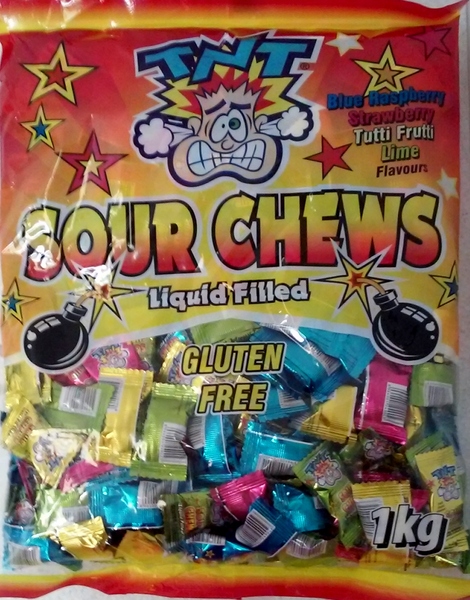 TNT
Blue Raspberry
Strawberry
Tutti Frutti
Lime
Flavours
SOUR CHEWS
Liquid Filled
GLUTEN
FREE
1kg